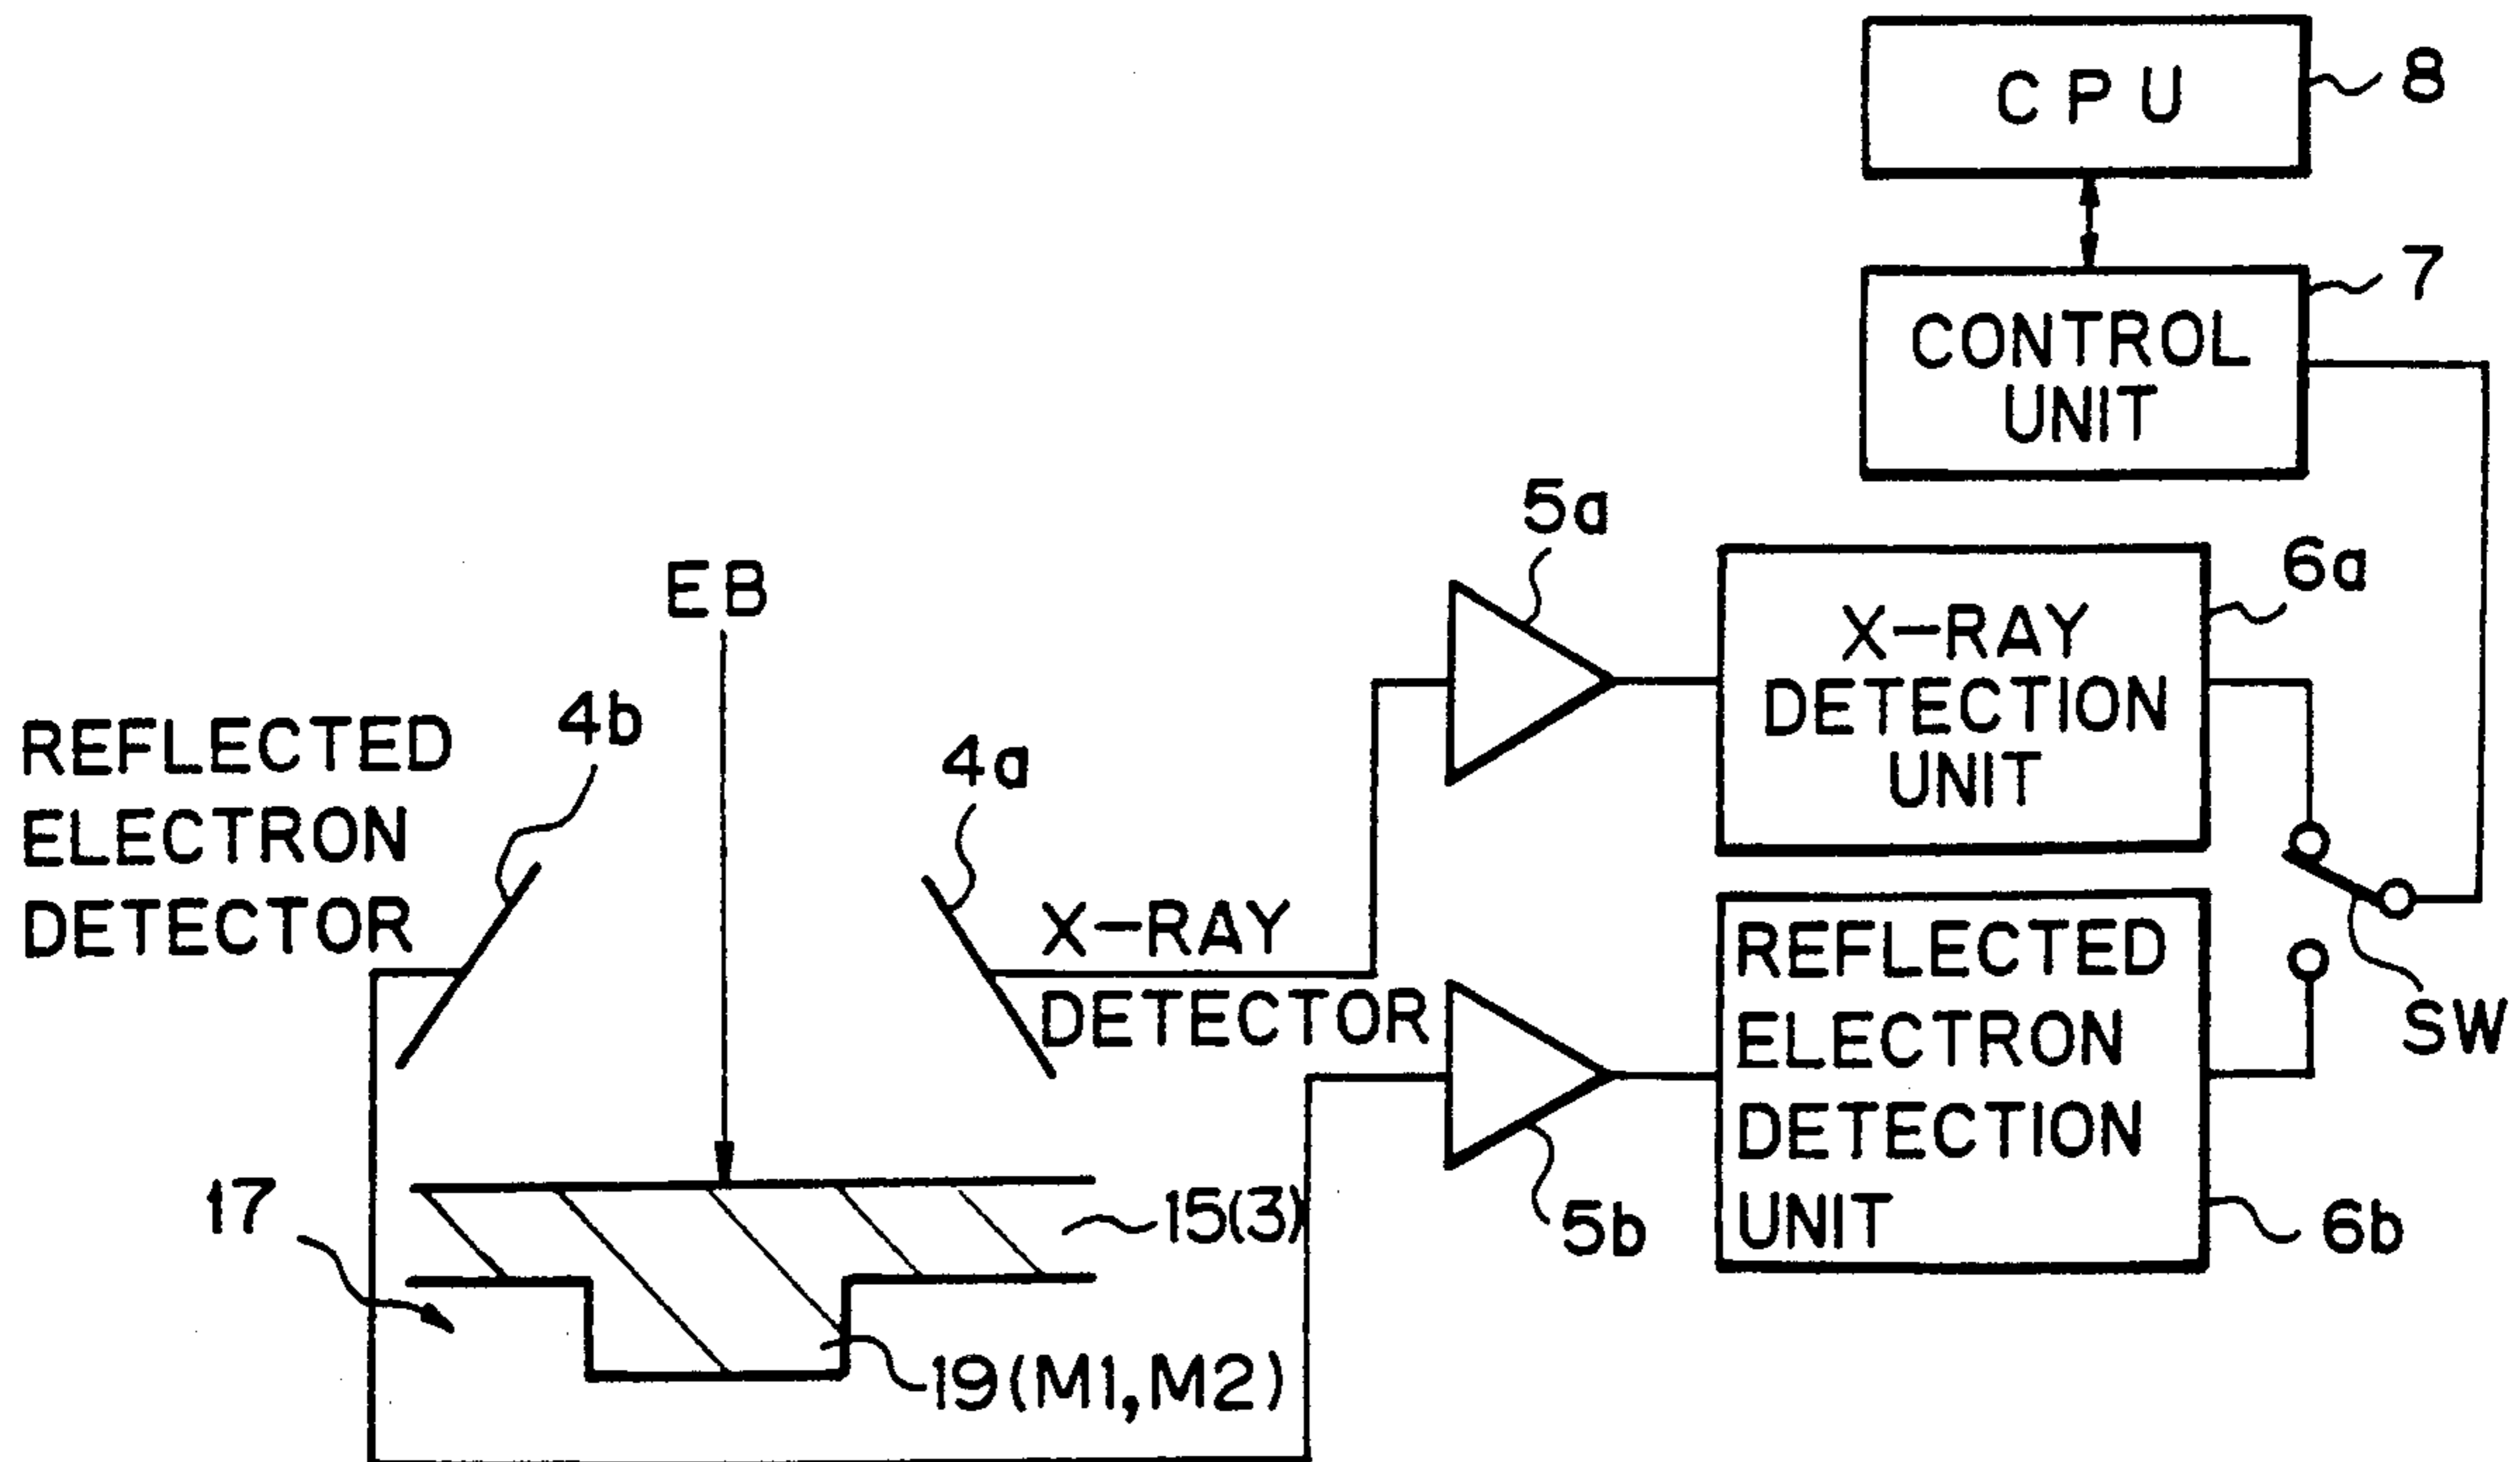 CPU
8
7
CONTROL
UNIT
5a
6a
X-RAY
DETECTION
UNIT
EB
4b
REFLECTED
ELECTRON
DETECTOR
4a
X-RAY
DETECTOR
REFLECTED
ELECTRON
DETECTION
UNIT
SW
17
15(3)
5b
6b
19(M1,M2)